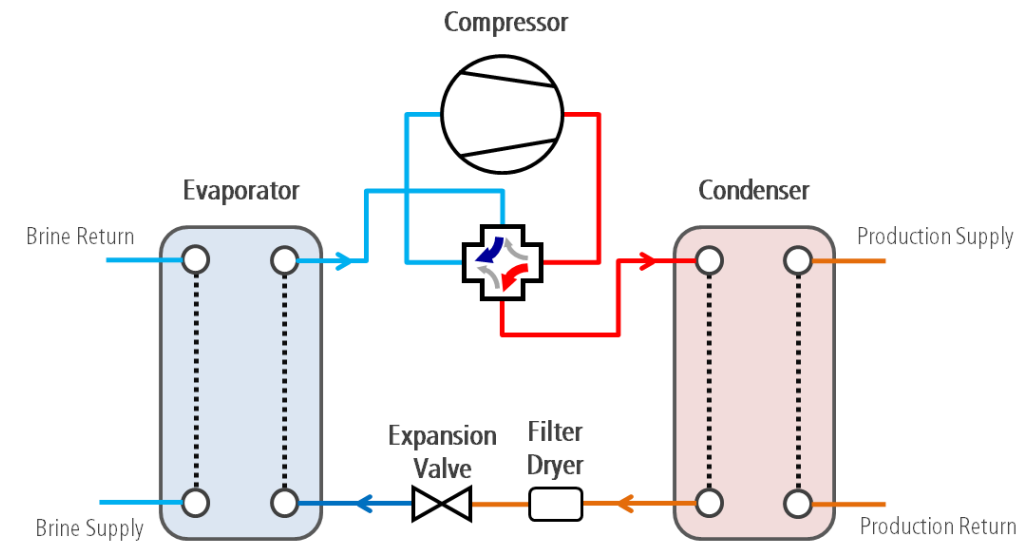 Compressor
Evaporator
Condenser
Brine Return
Production Supply
Expansion
Valve
Filter
Dryer
Brine Supply
Production Return